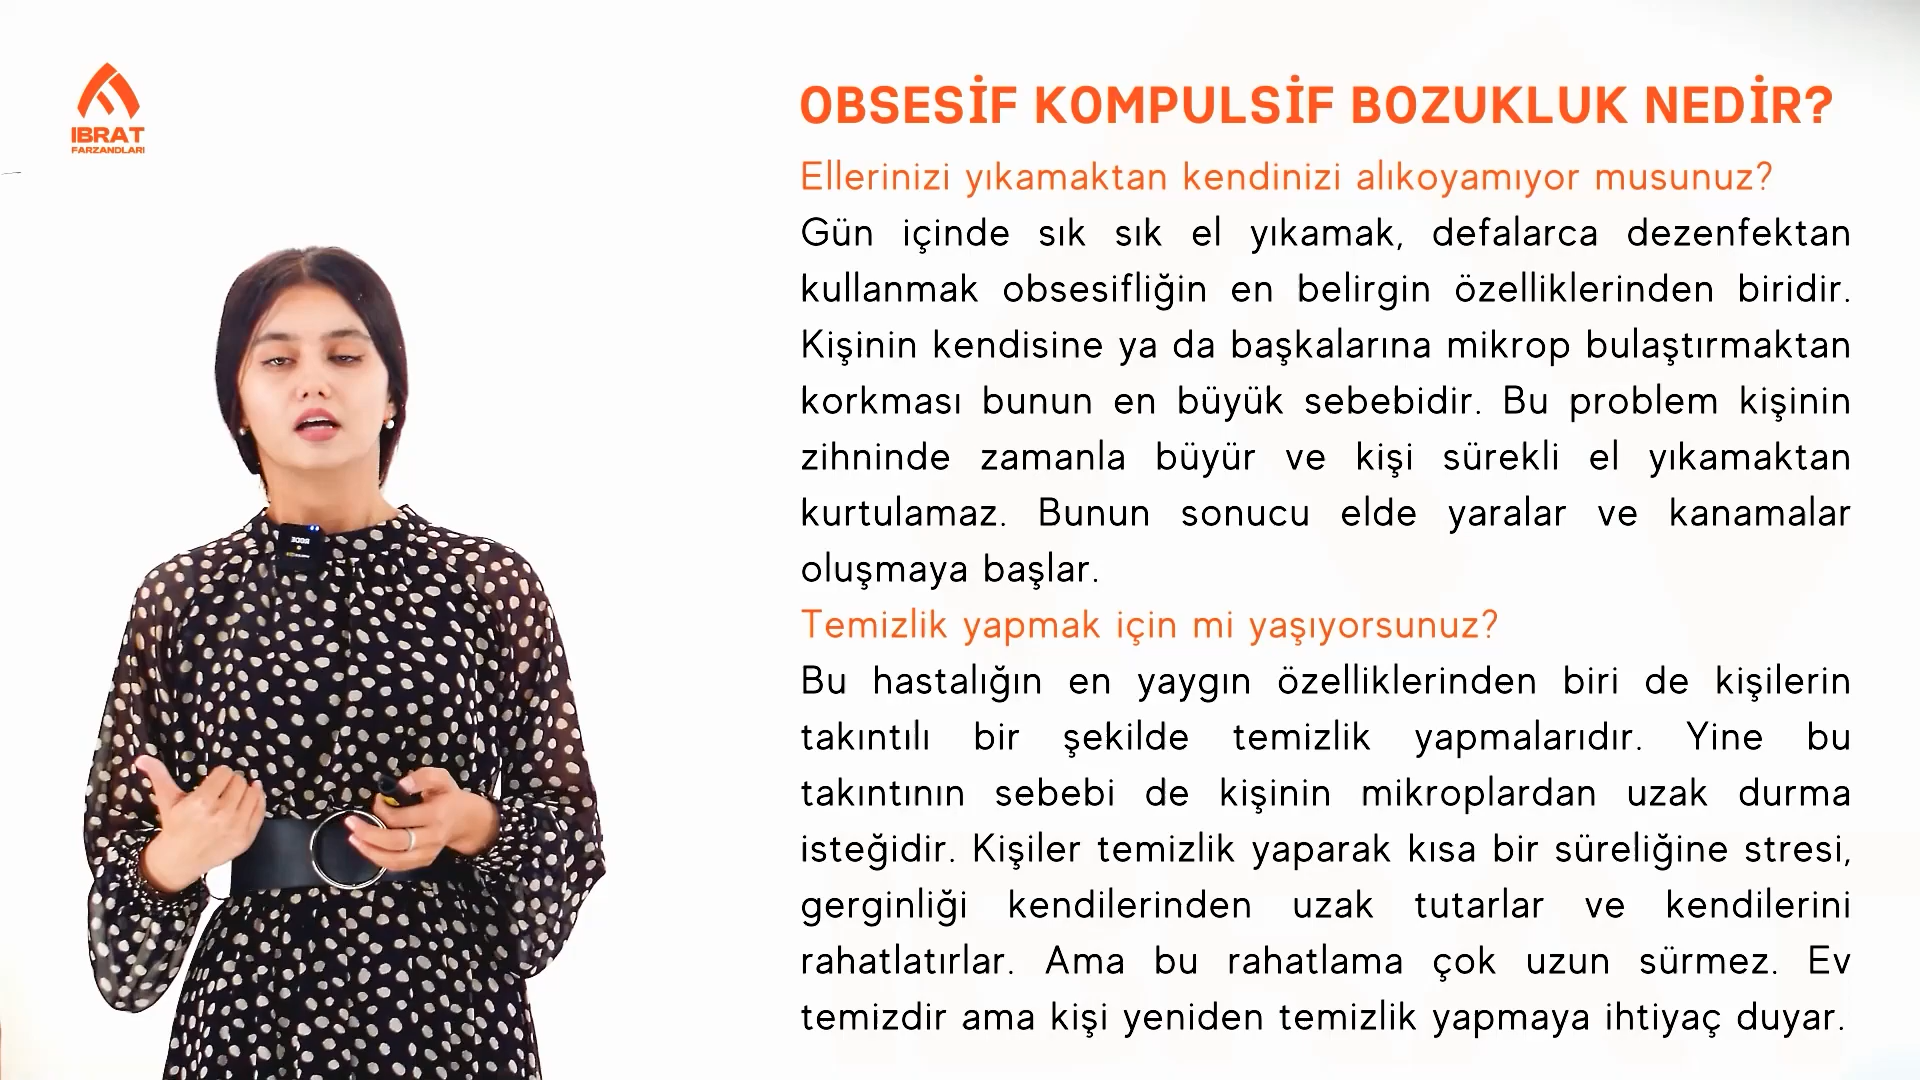 IBRAT
FARZANDLARI
OBSESİF KOMPULSİF BOZUKLUK NEDİR?
Ellerinizi yıkamaktan kendinizi alıkoyamıyor musunuz?
Gün içinde sık sık el yıkamak, defalarca dezenfektan
kullanmak obsesifliğin en belirgin özelliklerinden biridir.
Kişinin kendisine ya da başkalarına mikrop bulaştırmaktan
korkması bunun en büyük sebebidir. Bu problem kişinin
zihninde zamanla büyür ve kişi sürekli el yıkamaktan
kurtulamaz. Bunun sonucu elde yaralar ve kanamalar
oluşmaya başlar.
Temizlik yapmak için mi yaşıyorsunuz?
Bu hastalığın en yaygın özelliklerinden biri de kişilerin
takıntılı bir şekilde temizlik yapmalarıdır. Yine bu
takıntının sebebi de kişinin mikroplardan uzak durma
isteğidir. Kişiler temizlik yaparak kısa bir süreliğine stresi,
gerginliği kendilerinden uzak tutarlar ve kendilerini
rahatlatırlar. Ama bu rahatlama çok uzun sürmez. Ev
temizdir ama kişi yeniden temizlik yapmaya ihtiyaç duyar.
RODE